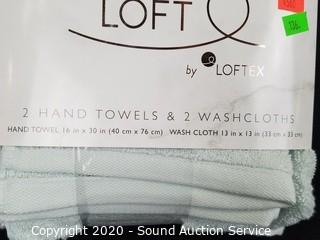 LOFT
by LOFTEX
2 HAND TOWELS & 2 WASHCLOTHS
HAND TOWEL 16 in x 30 in (40 cm x 76 cm) WASH CLOTH 13 in x 13 in (33 cm x 33 cm)
Copyright 2020 - Sound Auction Service